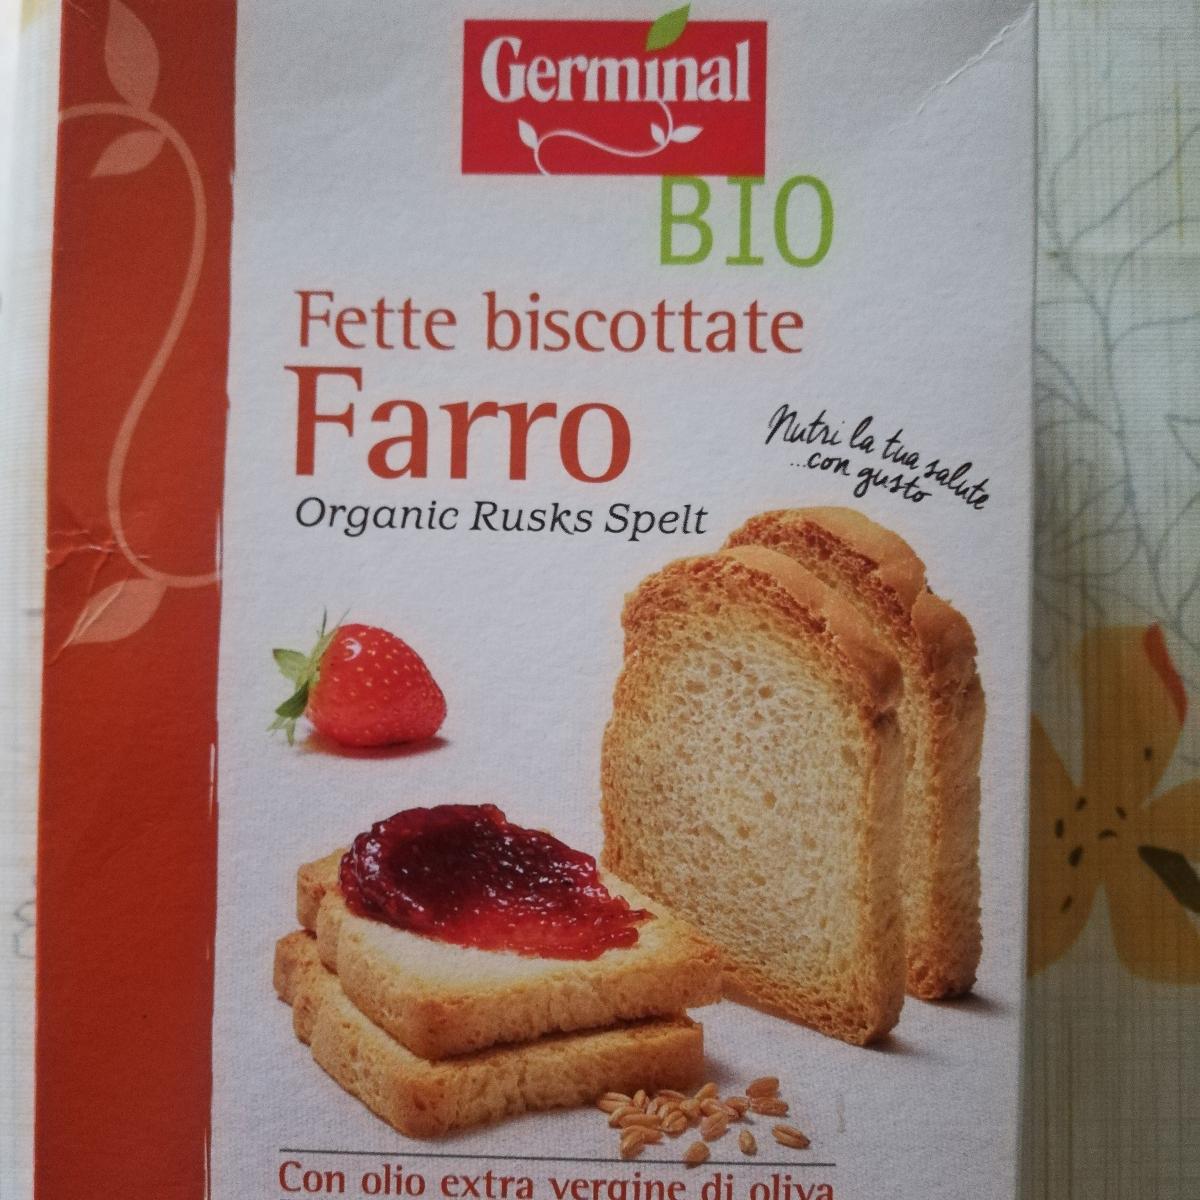 Germinal
BIO
Fette biscottate
Farro
Nutri la tua salute
...con gusto
Organic Rusks Spelt
Con olio extra vergine di oliva